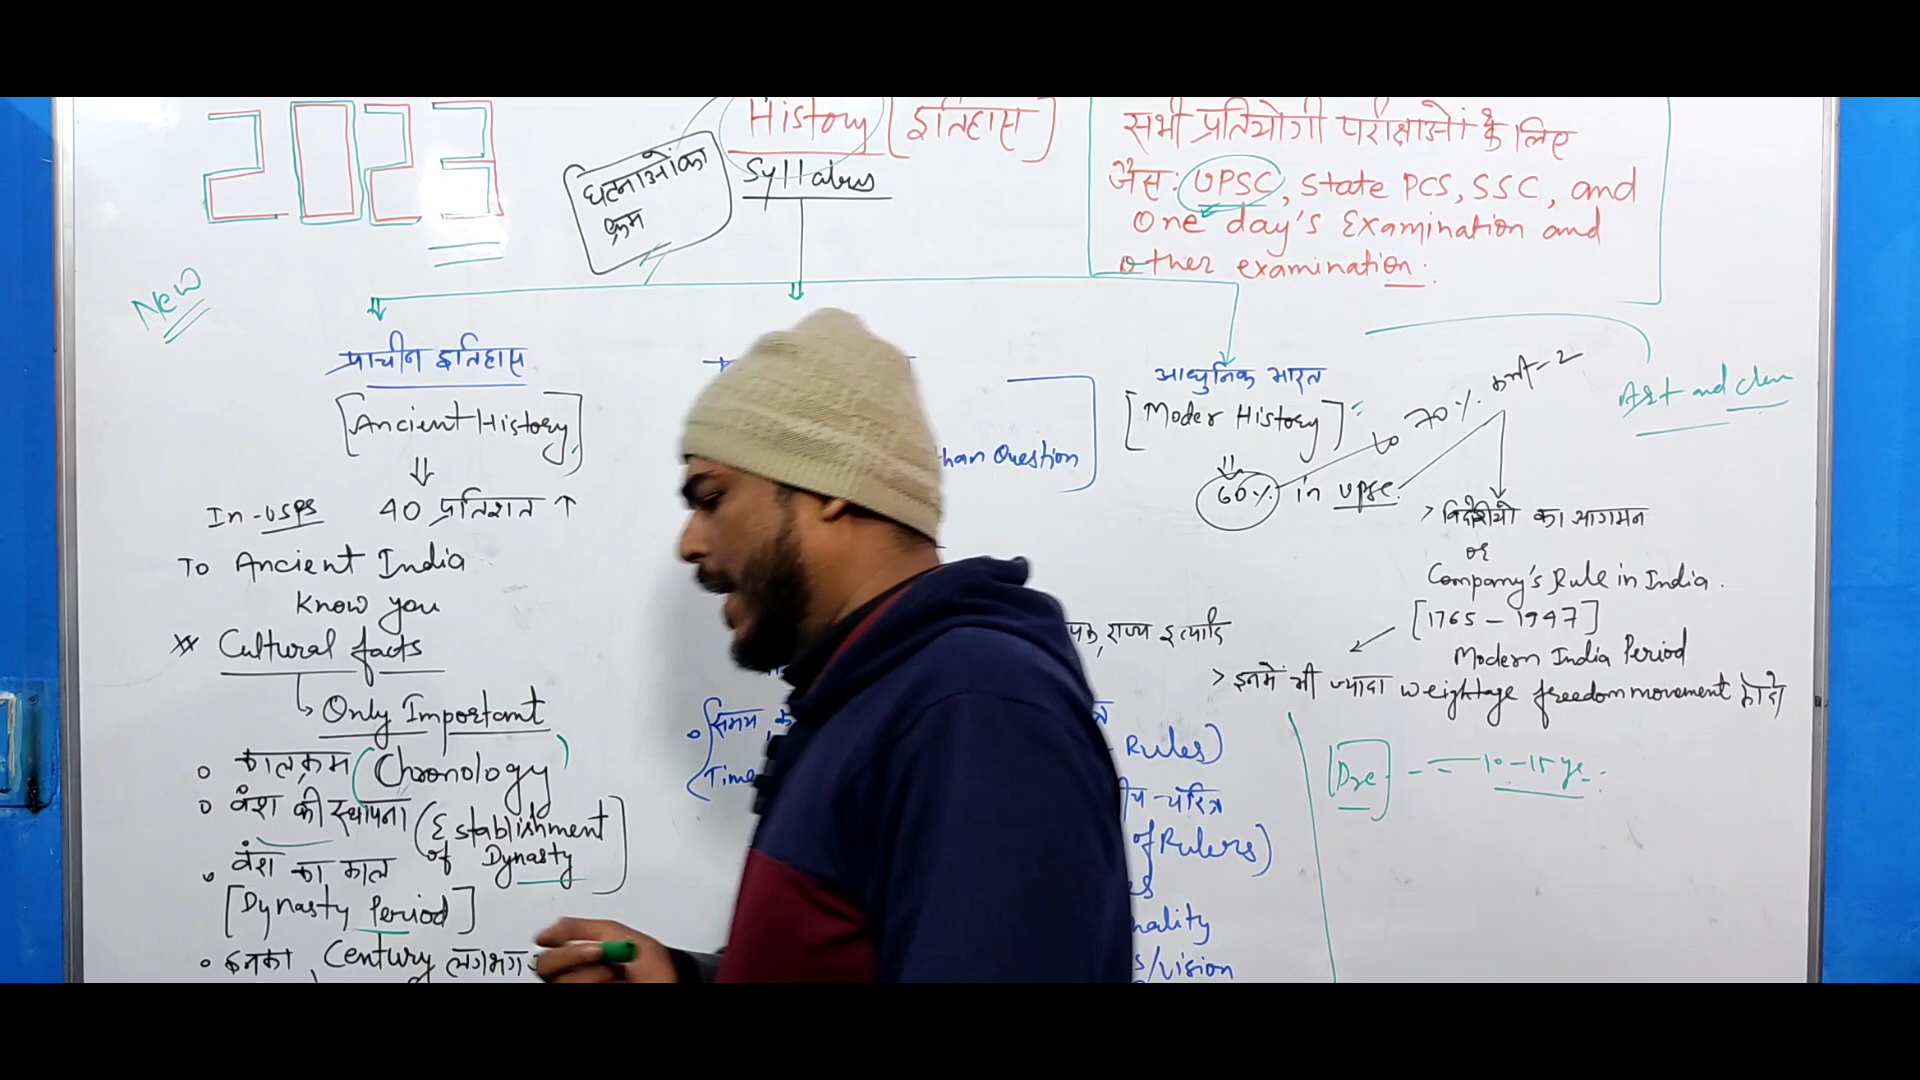 2023
New
History [इतिहास]
Syllabus
घटनाओं का
क्रम
सभी प्रतियोगी परीक्षाओं के लिए
जैसे: UPSC, State PCS, SSC, and
One day's Examination and
other examination.
प्राचीन इतिहास
[Ancient History]
In-USPS 40 प्रतिशत ↑
To Ancient India
Know you
Cultural facts
Only Important
कालक्रम (Chronology)
वंश की स्थापना (Establishment
of Dynasty
वंश का काल
[Dynasty Period]
इनका, Century लगभग
han Question
समय
Time
राज्य इत्यादि
Rules)
of Rulers)
nality
s/vision
आधुनिक भारत
[Moder History]
60% in UPSC
to 70%
Art and
> विदेशियो का आगमन
or
Company's Rule in India.
[1765 - 1947]
Modern India Period
> इनमें भी ज्यादा weightage freedom movement
Pre - = 10-15